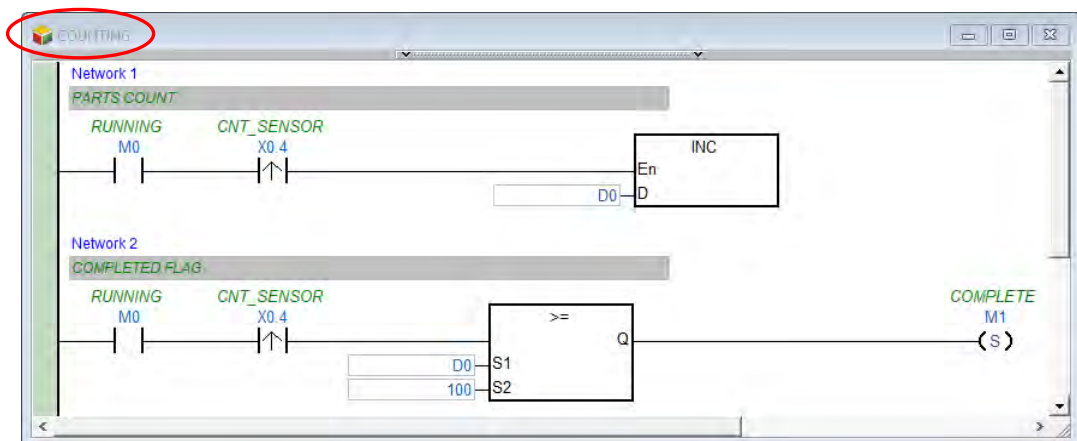 COUNTING
Network 1
PARTS COUNT
RUNNING CNT_SENSOR
M0 X0.4 INC
En
D0 D
Network 2
COMPLETED FLAG
RUNNING CNT_SENSOR COMPLETE
M0 X0.4 >= M1
Q S
D0 S1
100 S2